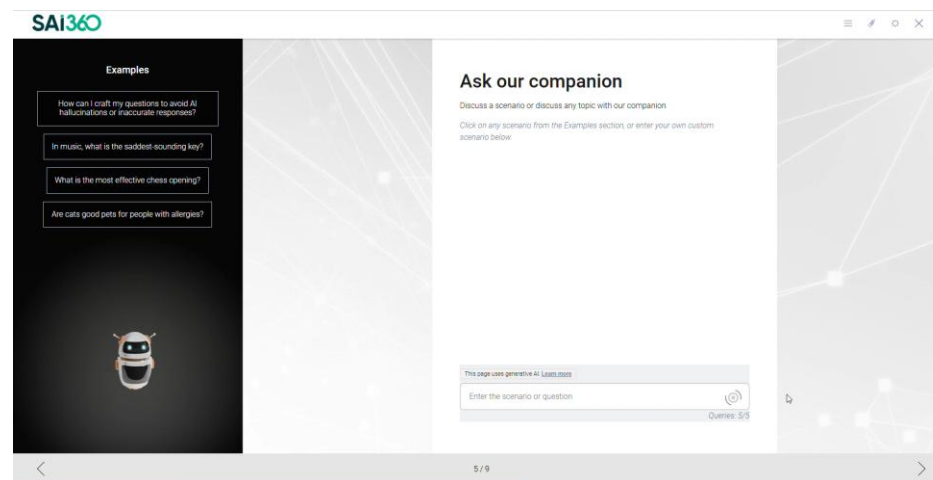 SAI360
Examples
How can I craft my questions to avoid AI
hallucinations or inaccurate responses?
In music, what is the saddest-sounding key?
What is the most effective chess opening?
Are cats good pets for people with allergies?
Ask our companion
Discuss a scenario or discuss any topic with our companion
Click on any scenario from the Examples section, or enter your own custom
scenario below.
This page uses generative AI. Learn more
Enter the scenario or question
Queries: 5/5
5 / 9